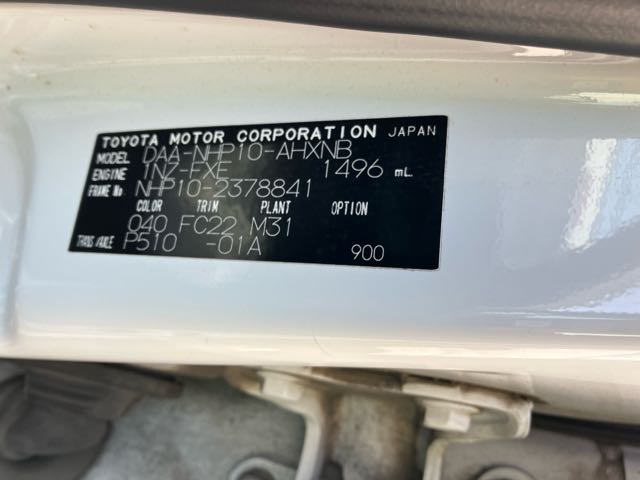 TOYOTA MOTOR CORPORATION JAPAN
MODEL DAA-NHP10-AHXNB
ENGINE 1NZ-FXE 1496 mL
FRAME No NHP10-2378841
COLOR TRIM PLANT OPTION
040 FC22 M31
TRANS/AXLE P510 -01A 900